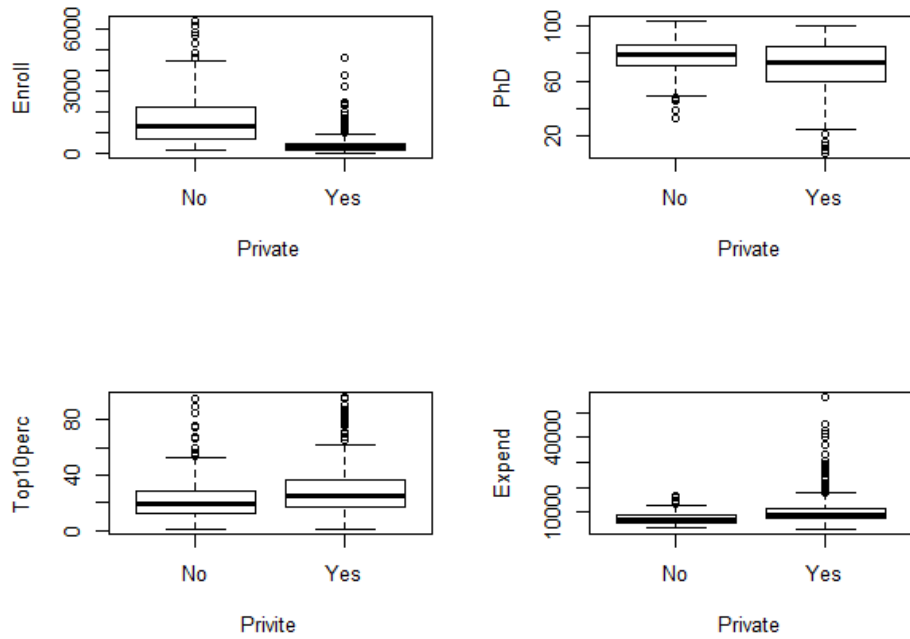 Enroll
6000
3000
0
No Yes
Private
PhD
100
60
20
No Yes
Private
Top10perc
80
40
0
No Yes
Privite
Expend
40000
10000
No Yes
Private